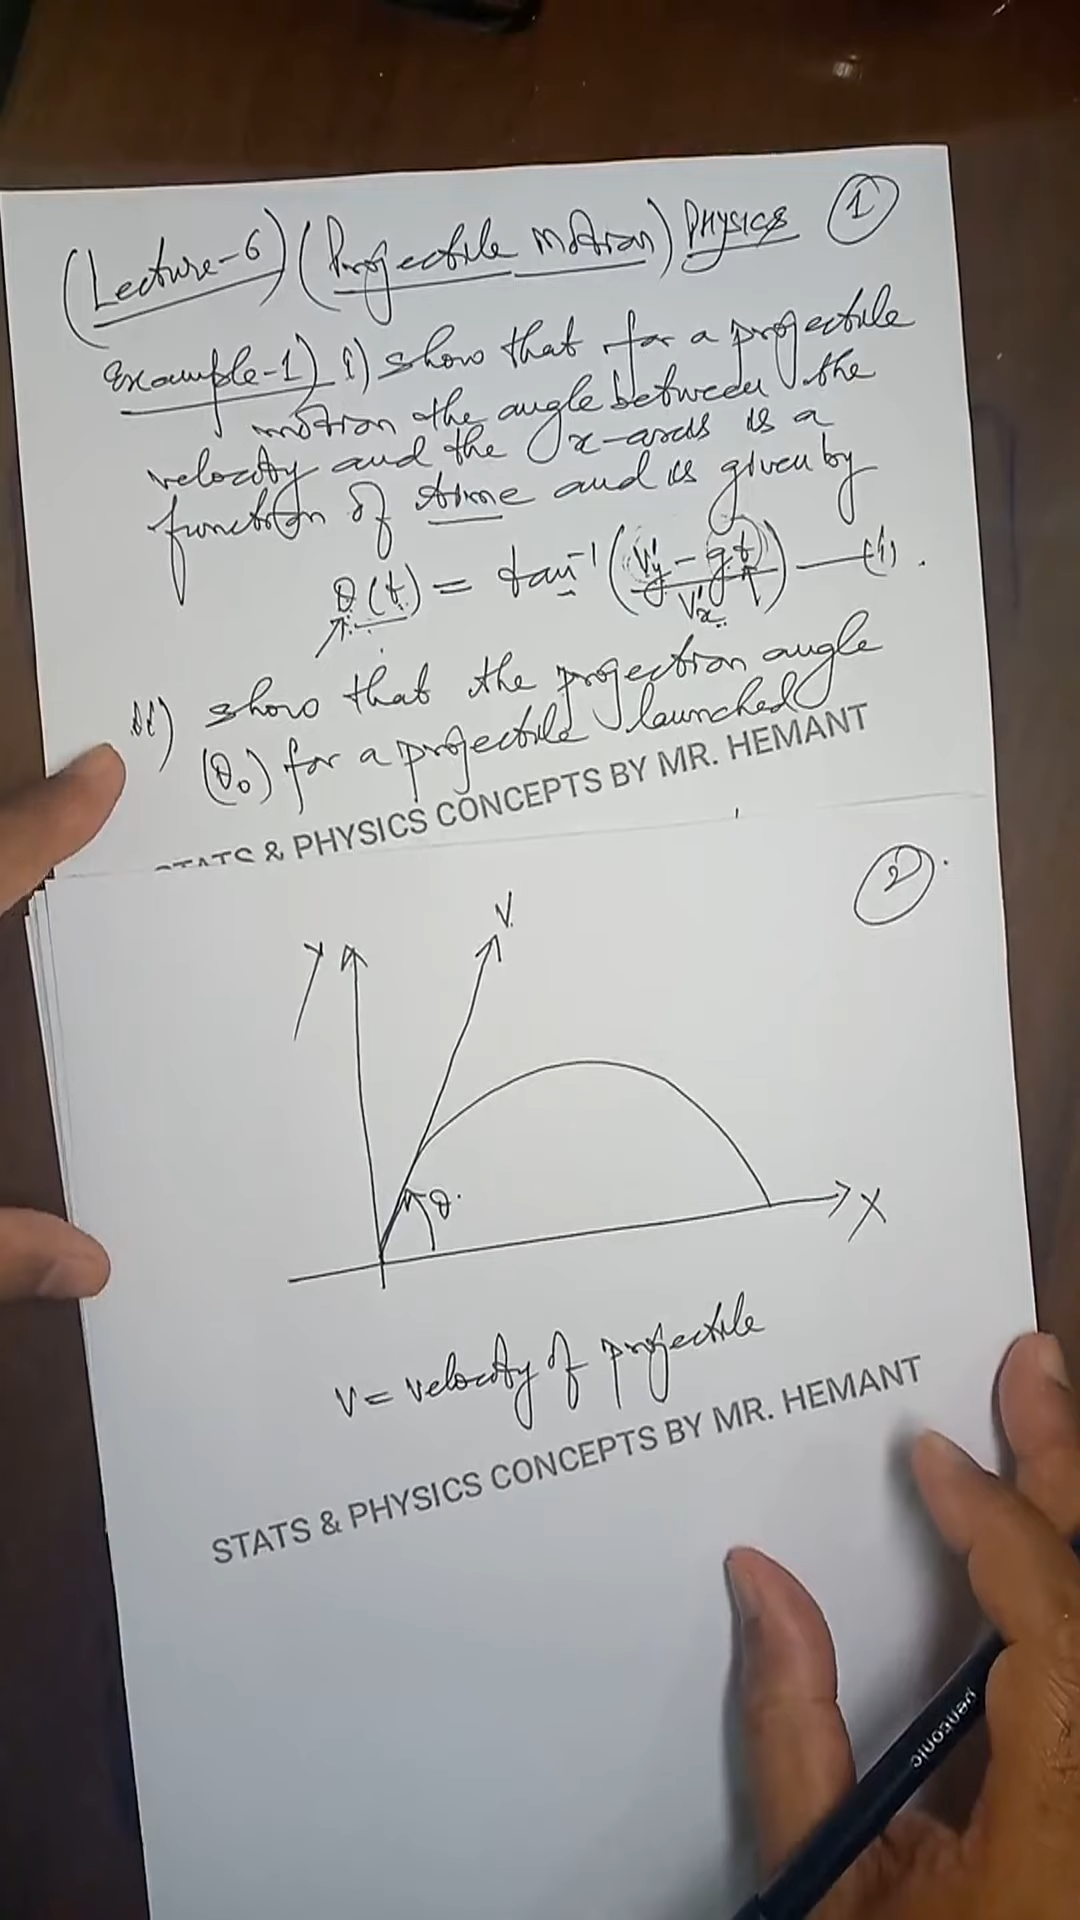 (Lecture-6) (Projectile motion) Physics 1
Example-1) i) show that for a projectile
motion the angle between the
velocity and the x-axis is a
function of time and is given by
θ(t) = tan⁻¹ (V'y - gt / V'x) —(1).
ii) show that the projection angle
(θ₀) for a projectile launched
STATS & PHYSICS CONCEPTS BY MR. HEMANT
2
V
Y
θ
X
V = velocity of projectile
STATS & PHYSICS CONCEPTS BY MR. HEMANT
pentonic